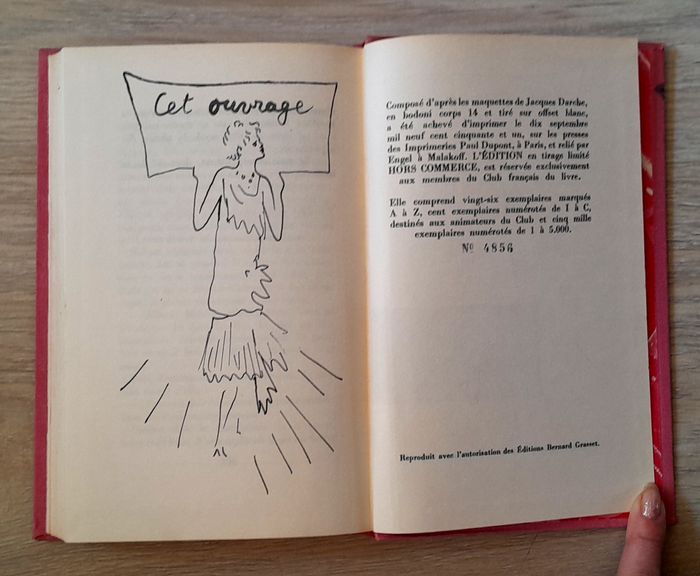 Cet ouvrage
Composé d'après les maquettes de Jacques Darche,
en bodoni corps 14 et tiré sur offset blanc,
a été achevé d'imprimer le dix septembre
mil neuf cent cinquante et un, sur les presses
des Imprimeries Paul Dupont, à Paris, et relié par
Engel à Malakoff. L'ÉDITION en tirage limité
HORS COMMERCE, est réservée exclusivement
aux membres du Club français du livre.
Elle comprend vingt-six exemplaires marqués
A à Z, cent exemplaires numérotés de I à C,
destinés aux animateurs du Club et cinq mille
exemplaires numérotés de 1 à 5.000.
Nº 4856
Reproduit avec l'autorisation des Éditions Bernard Grasset.